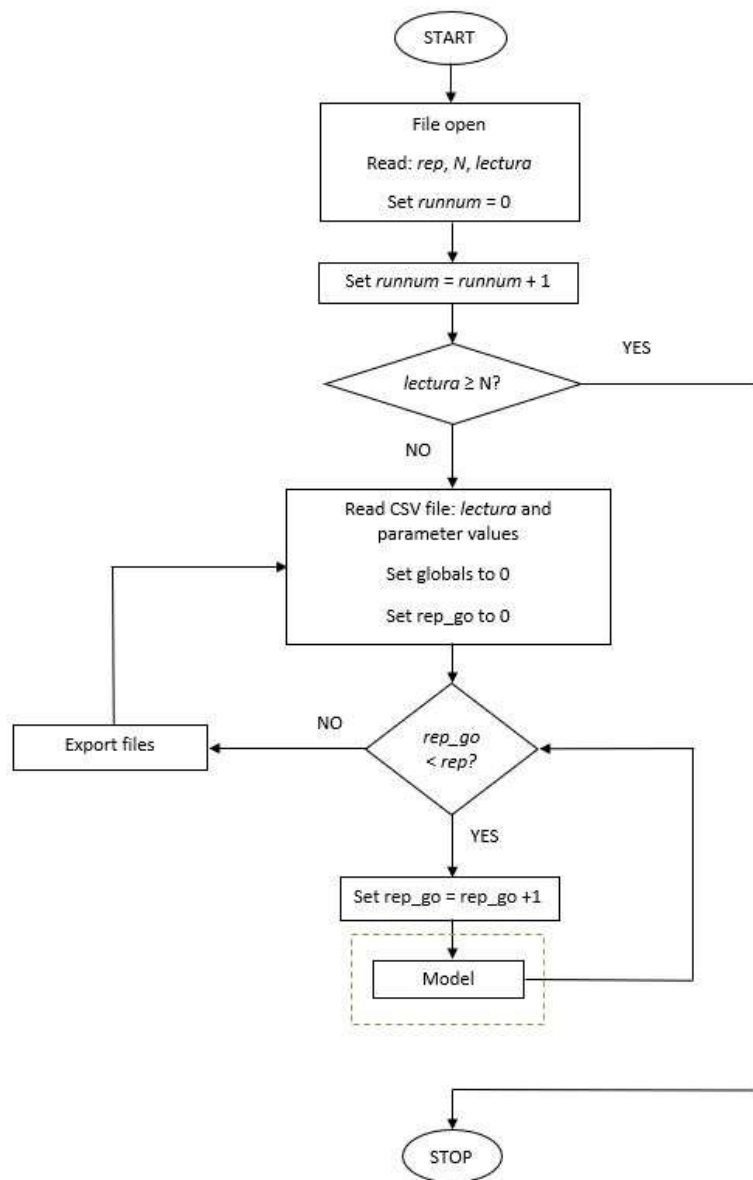 START
File open
Read: rep, N, lectura
Set runnum = 0
Set runnum = runnum + 1
YES
lectura ≥ N?
NO
Read CSV file: lectura and
parameter values
Set globals to 0
Set rep_go to 0
NO
Export files
rep_go
< rep?
YES
Set rep_go = rep_go +1
Model
STOP